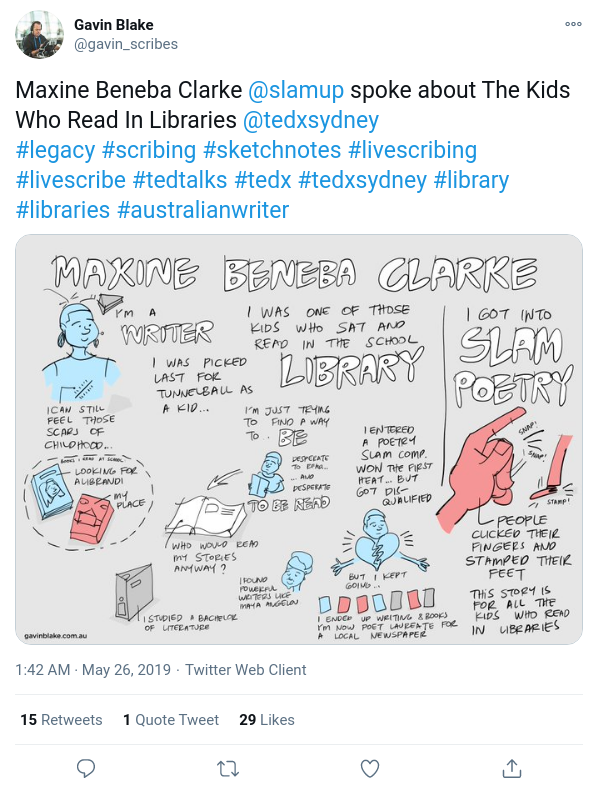 Gavin Blake
@gavin_scribes
Maxine Beneba Clarke @slamup spoke about The Kids
Who Read In Libraries @tedxsydney
#legacy #scribing #sketchnotes #livescribing
#livescribe #tedtalks #tedx #tedxsydney #library
#libraries #australianwriter
MAXINE BENEBA CLARKE
I'M A
WRITER
I WAS PICKED
LAST FOR
TUNNELBALL AS
A KID...
I CAN STILL
FEEL THOSE
SCARS OF
CHILDHOOD...
BOOKS I READ AT SCHOOL
LOOKING FOR
ALIBRANDI
MY
PLACE
I WAS ONE OF THOSE
KIDS WHO SAT AND
READ IN THE SCHOOL
LIBRARY
I'M JUST TRYING
TO FIND A WAY
TO BE
DESPERATE
TO READ...
... AND
DESPERATE
TO BE READ
WHO WOULD READ
MY STORIES
ANYWAY?
I STUDIED A BACHELOR
OF LITERATURE
I FOUND
POWERFUL
WRITERS LIKE
MAYA ANGELOU
I ENTERED
A POETRY
SLAM COMP.
WON THE FIRST
HEAT... BUT
GOT DIS-
QUALIFIED
BUT I KEPT
GOING...
I ENDED UP WRITING 8 BOOKS
I'M NOW POET LAUREATE FOR
A LOCAL NEWSPAPER
I GOT INTO
SLAM
POETRY
SNAP!
SNAP!
STAMP!
PEOPLE
CLICKED THEIR
FINGERS AND
STAMPED THEIR
FEET
THIS STORY IS
FOR ALL THE
KIDS WHO READ
IN LIBRARIES
gavinblake.com.au
1:42 AM · May 26, 2019 · Twitter Web Client
15 Retweets 1 Quote Tweet 29 Likes